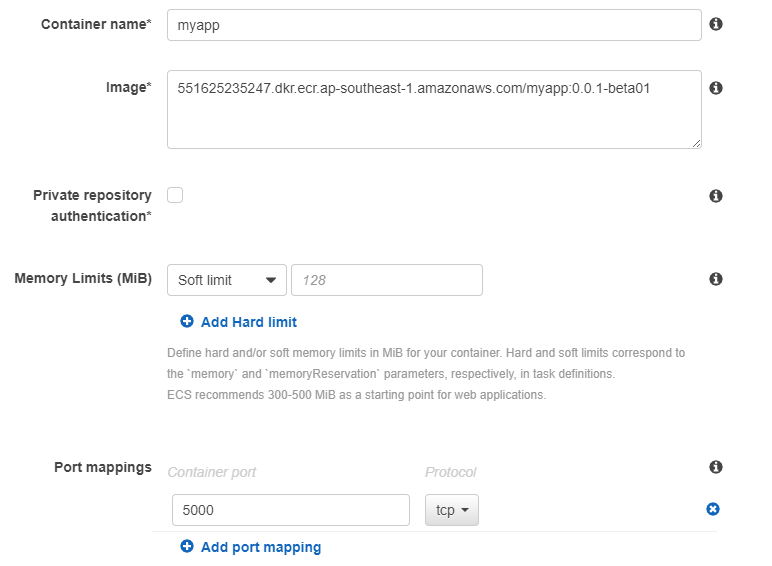 Container name* myapp
Image* 551625235247.dkr.ecr.ap-southeast-1.amazonaws.com/myapp:0.0.1-beta01
Private repository
authentication*
Memory Limits (MiB) Soft limit 128
Add Hard limit
Define hard and/or soft memory limits in MiB for your container. Hard and soft limits correspond to
the `memory` and `memoryReservation` parameters, respectively, in task definitions.
ECS recommends 300-500 MiB as a starting point for web applications.
Port mappings Container port Protocol
5000 tcp
Add port mapping